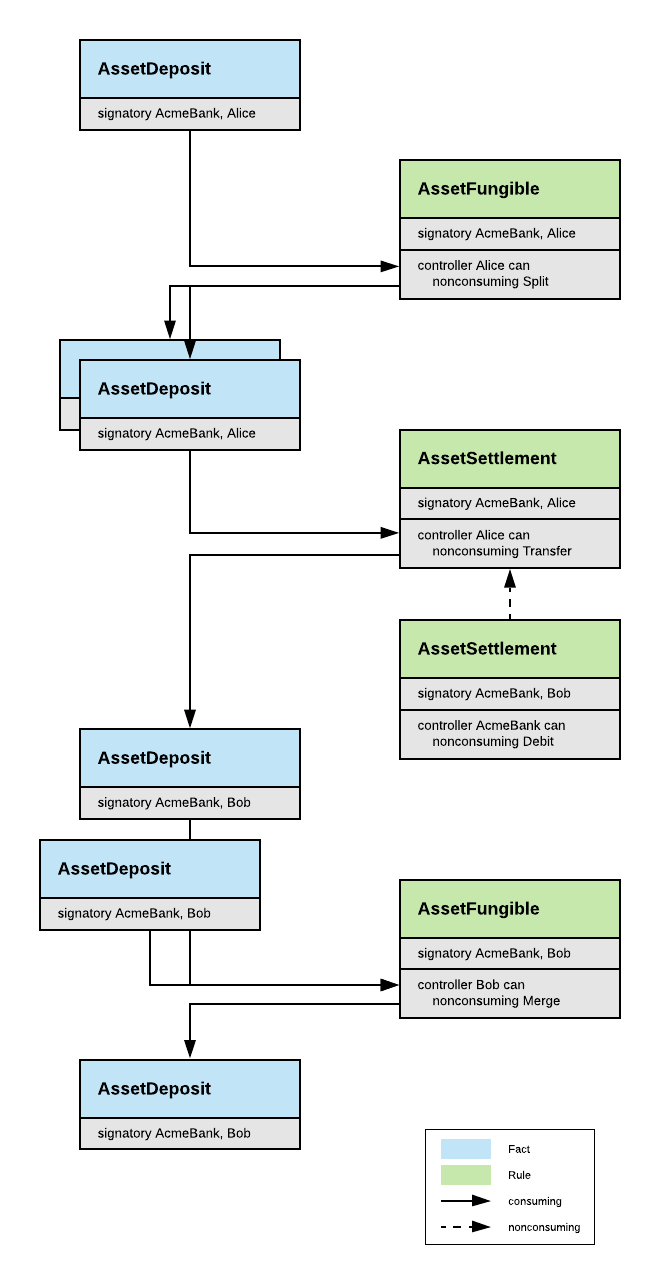 AssetDeposit
signatory AcmeBank, Alice
AssetFungible
signatory AcmeBank, Alice
controller Alice can
nonconsuming Split
AssetDeposit
signatory AcmeBank, Alice
AssetSettlement
signatory AcmeBank, Alice
controller Alice can
nonconsuming Transfer
AssetSettlement
signatory AcmeBank, Bob
controller AcmeBank can
nonconsuming Debit
AssetDeposit
signatory AcmeBank, Bob
AssetDeposit
signatory AcmeBank, Bob
AssetFungible
signatory AcmeBank, Bob
controller Bob can
nonconsuming Merge
AssetDeposit
signatory AcmeBank, Bob
Fact
Rule
consuming
nonconsuming